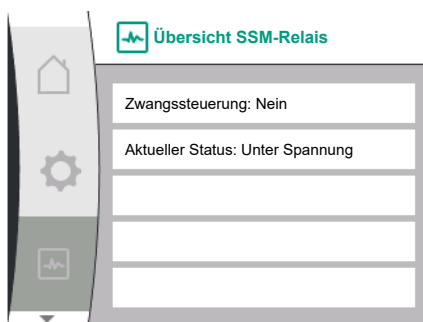 Übersicht SSM-Relais
Zwangssteuerung: Nein
Aktueller Status: Unter Spannung